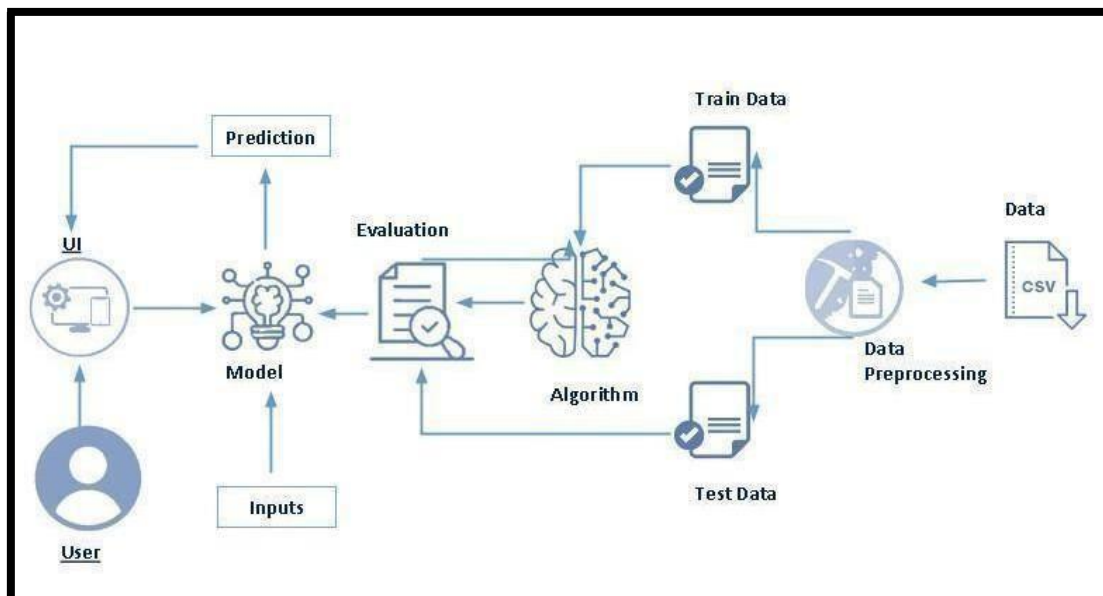 Train Data
Prediction
Data
Evaluation
UI
CSV
Data
Preprocessing
Model
Algorithm
Test Data
Inputs
User